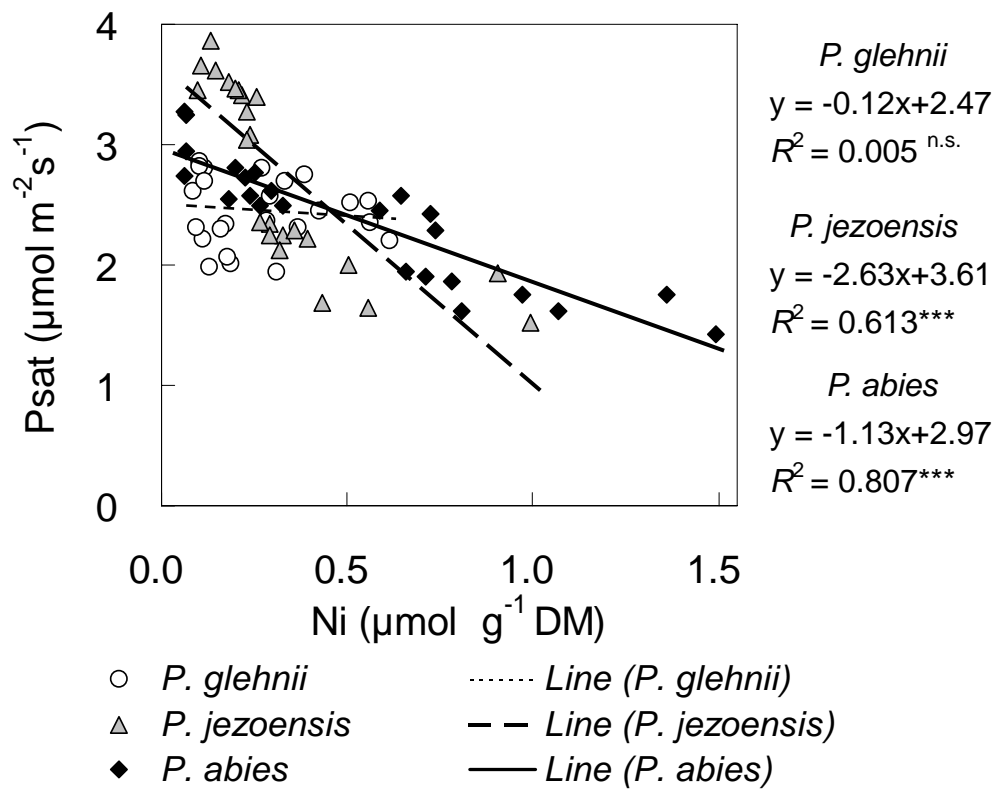 4
3
2
1
0
Psat (µmol m⁻² s⁻¹)
0.0 0.5 1.0 1.5
Ni (µmol g⁻¹ DM)
P. glehnii
y = -0.12x+2.47
R² = 0.005 n.s.
P. jezoensis
y = -2.63x+3.61
R² = 0.613***
P. abies
y = -1.13x+2.97
R² = 0.807***
P. glehnii Line (P. glehnii)
P. jezoensis Line (P. jezoensis)
P. abies Line (P. abies)